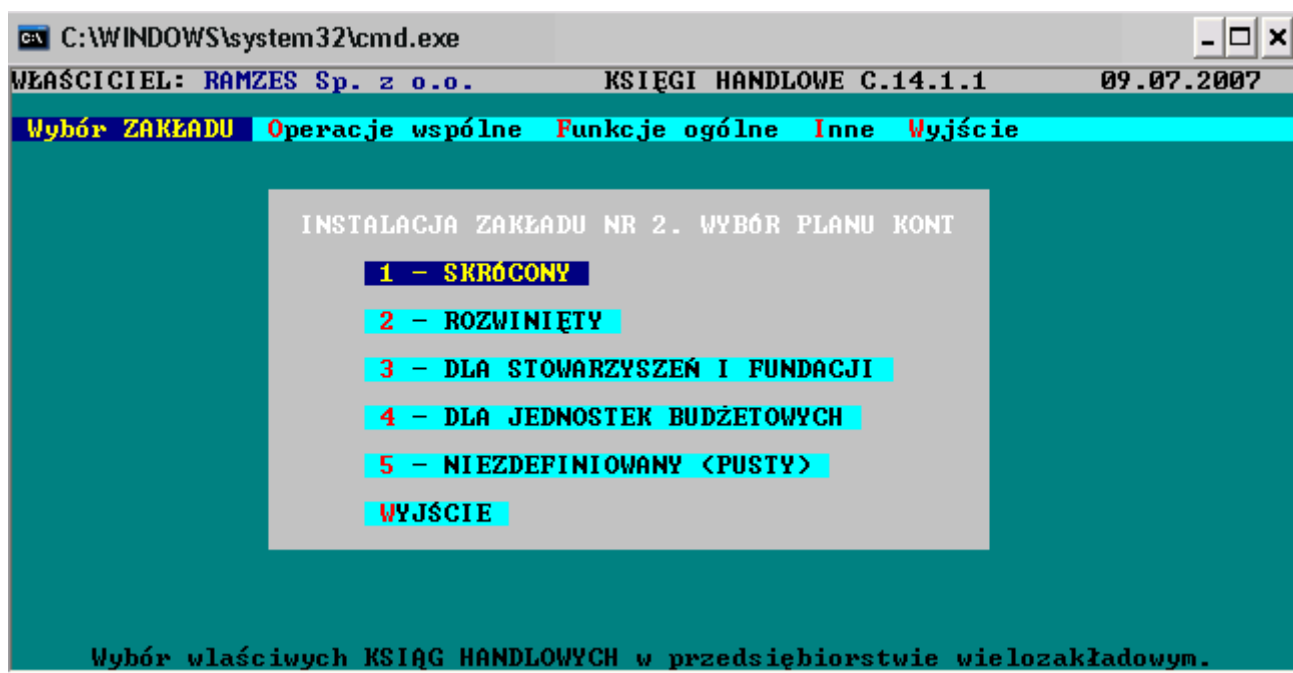 C:\WINDOWS\system32\cmd.exe
WŁAŚCICIEL: RAMZES Sp. z o.o. KSIĘGI HANDLOWE C.14.1.1 09.07.2007
Wybór ZAKŁADU Operacje wspólne Funkcje ogólne Inne Wyjście
INSTALACJA ZAKŁADU NR 2. WYBÓR PLANU KONT
1 - SKRÓCONY
2 - ROZWINIĘTY
3 - DLA STOWARZYSZEŃ I FUNDACJI
4 - DLA JEDNOSTEK BUDŻETOWYCH
5 - NIEZDEFINIOWANY (PUSTY)
WYJŚCIE
Wybór wlaściwych KSIĄG HANDLOWYCH w przedsiębiorstwie wielozakładowym.